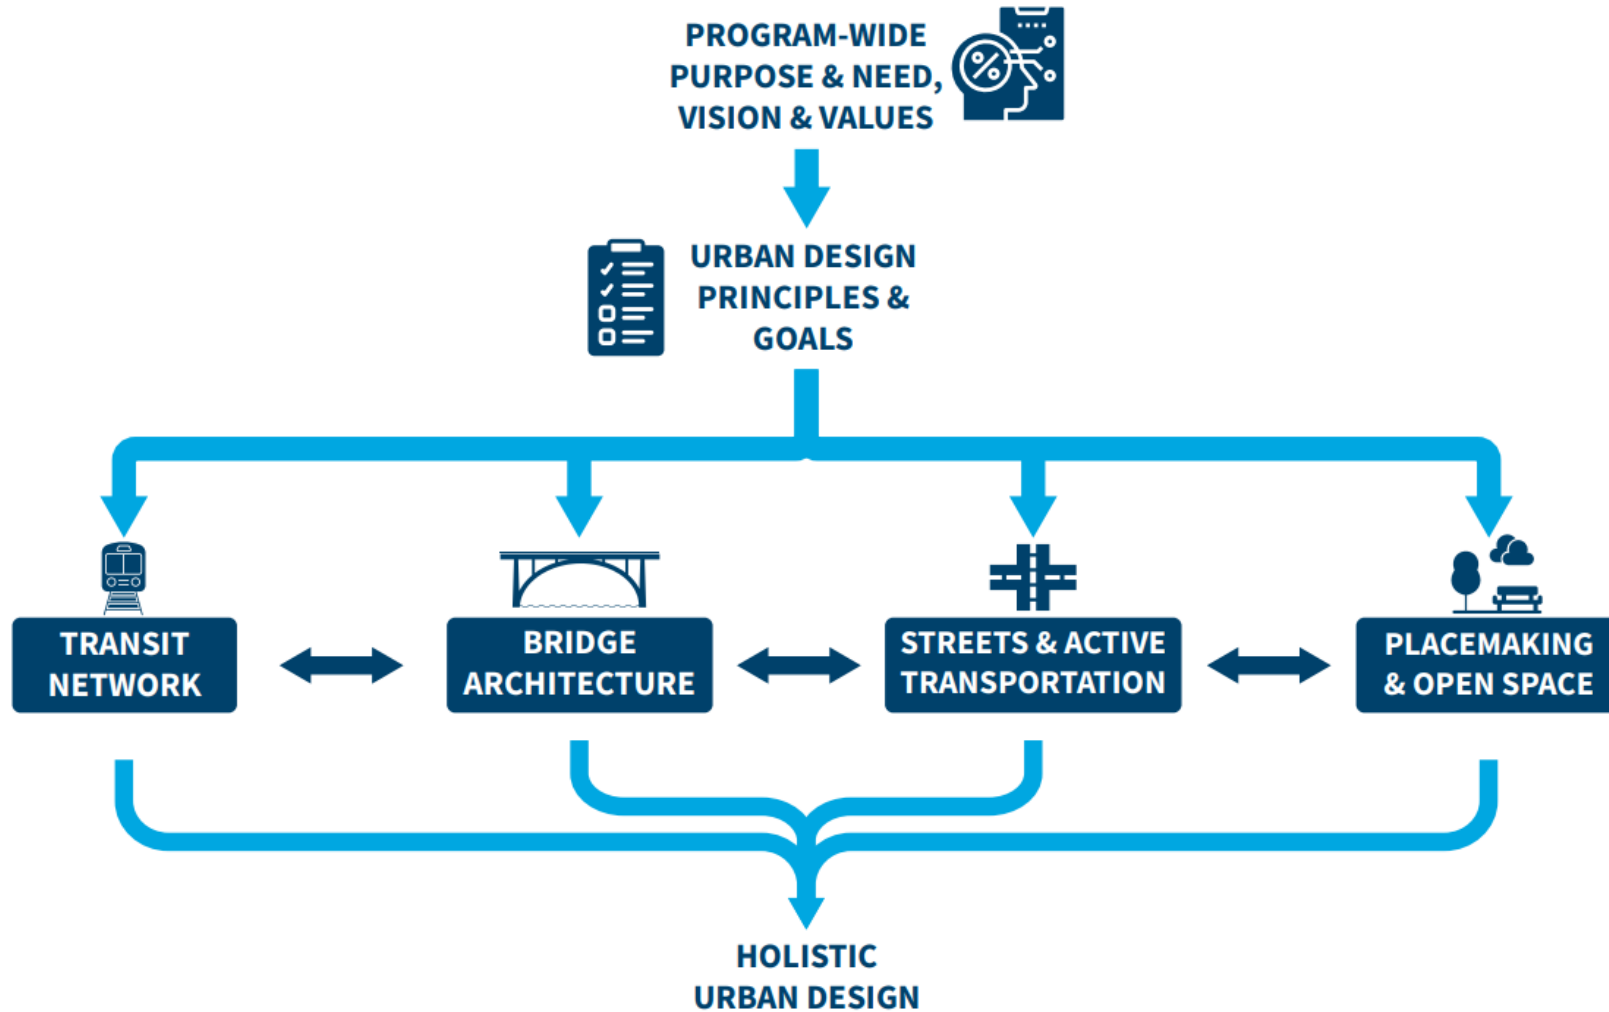 PROGRAM-WIDE
PURPOSE & NEED,
VISION & VALUES
URBAN DESIGN
PRINCIPLES &
GOALS
TRANSIT
NETWORK
BRIDGE
ARCHITECTURE
STREETS & ACTIVE
TRANSPORTATION
PLACEMAKING
& OPEN SPACE
HOLISTIC
URBAN DESIGN